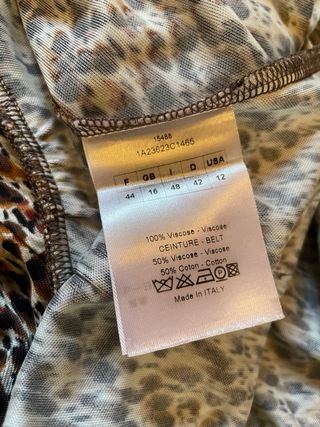 15488
1A23623C1465
F GB I D USA
44 16 48 42 12
100% Viscose - Viscose
CEINTURE - BELT
50% Viscose - Viscose
50% Coton - Cotton
Made In ITALY